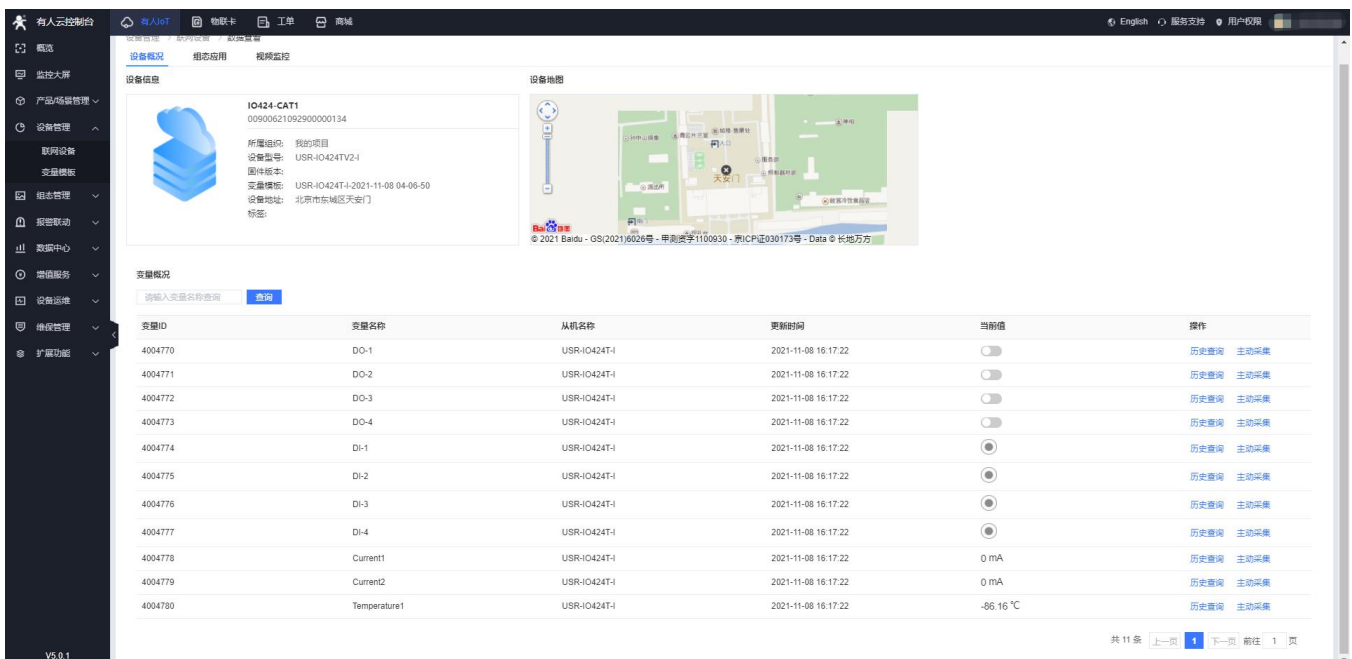 有人云控制台 有人IoT 物联卡 工单 商城 English 服务支持 用户权限
概览
监控大屏
产品/场景管理
设备管理
联网设备
变量模板
组态管理
报警联动
数据中心
增值服务
设备运维
维保管理
扩展功能
V5.0.1
设备管理 / 联网设备 / 数据查看
设备概况 组态应用 视频监控
设备信息
IO424-CAT1
00900621092900000134
所属组织: 我的项目
设备型号: USR-IO424TV2-I
固件版本:
变量模板: USR-IO424T-I-2021-11-08 04-06-50
设备地址: 北京市东城区天安门
标签:
设备地图
天安门
Bai 百度
© 2021 Baidu - GS(2021)6026号 - 甲测资字1100930 - 京ICP证030173号 - Data © 长地万方
变量概况
请输入变量名称查询 查询
变量ID 变量名称 从机名称 更新时间 当前值 操作
4004770 DO-1 USR-IO424T-I 2021-11-08 16:17:22 历史查询 主动采集
4004771 DO-2 USR-IO424T-I 2021-11-08 16:17:22 历史查询 主动采集
4004772 DO-3 USR-IO424T-I 2021-11-08 16:17:22 历史查询 主动采集
4004773 DO-4 USR-IO424T-I 2021-11-08 16:17:22 历史查询 主动采集
4004774 DI-1 USR-IO424T-I 2021-11-08 16:17:22 历史查询 主动采集
4004775 DI-2 USR-IO424T-I 2021-11-08 16:17:22 历史查询 主动采集
4004776 DI-3 USR-IO424T-I 2021-11-08 16:17:22 历史查询 主动采集
4004777 DI-4 USR-IO424T-I 2021-11-08 16:17:22 历史查询 主动采集
4004778 Current1 USR-IO424T-I 2021-11-08 16:17:22 0 mA 历史查询 主动采集
4004779 Current2 USR-IO424T-I 2021-11-08 16:17:22 0 mA 历史查询 主动采集
4004780 Temperature1 USR-IO424T-I 2021-11-08 16:17:22 -86.16 ℃ 历史查询 主动采集
共 11 条 上一页 1 下一页 前往 1 页